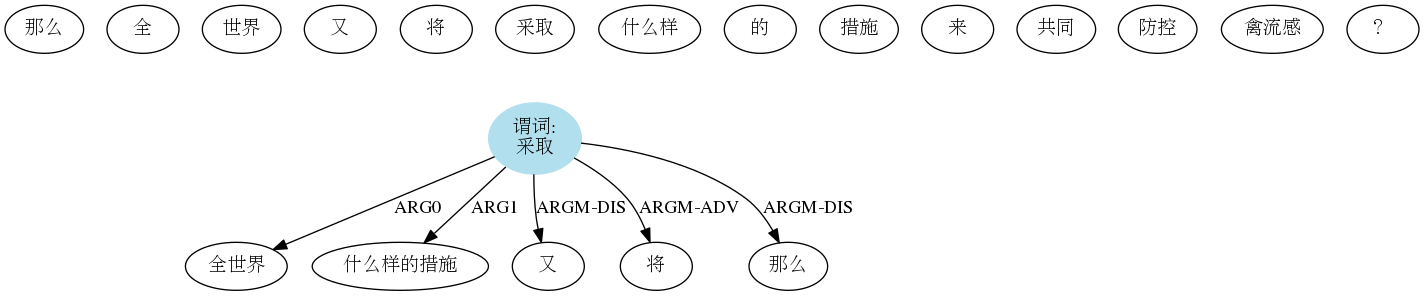 那么 全 世界 又 将 采取 什么样 的 措施 来 共同 防控 禽流感 ？
谓词:
采取
ARG0 ARG1 ARGM-DIS ARGM-ADV ARGM-DIS
全世界 什么样的措施 又 将 那么